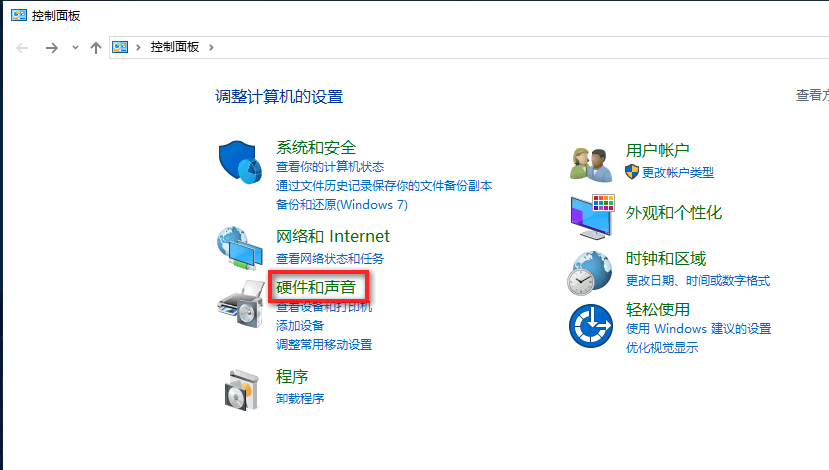 控制面板
控制面板
调整计算机的设置
系统和安全
查看你的计算机状态
通过文件历史记录保存你的文件备份副本
备份和还原(Windows 7)
网络和 Internet
查看网络状态和任务
硬件和声音
查看设备和打印机
添加设备
调整常用移动设置
程序
卸载程序
查看方
用户帐户
更改帐户类型
外观和个性化
时钟和区域
更改日期、时间或数字格式
轻松使用
使用 Windows 建议的设置
优化视觉显示